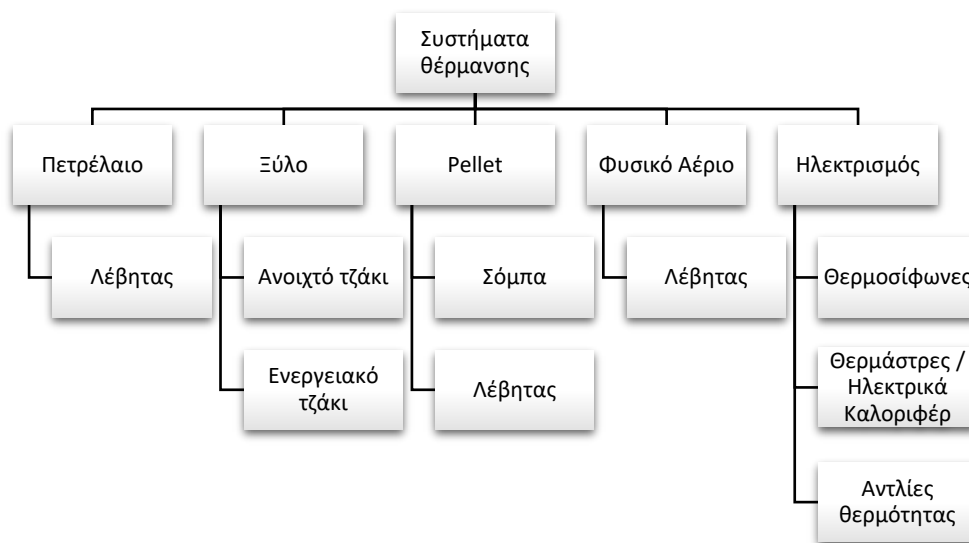 Συστήματα
θέρμανσης
Πετρέλαιο
Ξύλο
Pellet
Φυσικό Αέριο
Ηλεκτρισμός
Λέβητας
Ανοιχτό τζάκι
Σόμπα
Λέβητας
Θερμοσίφωνες
Ενεργειακό
τζάκι
Λέβητας
Θερμάστρες /
Ηλεκτρικά
Καλοριφέρ
Αντλίες
θερμότητας